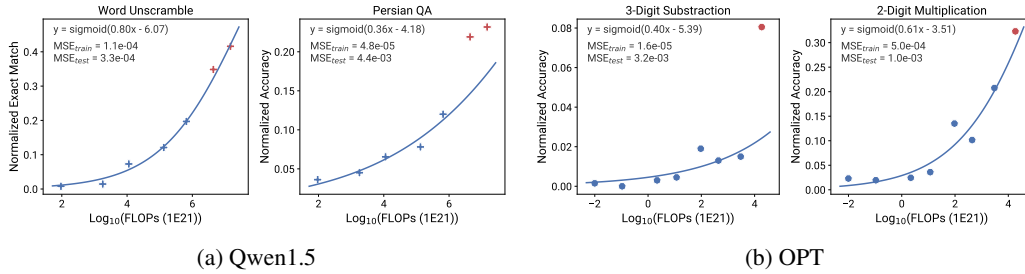 Word Unscramble
y = sigmoid(0.80x - 6.07)
MSE_train = 1.1e-04
MSE_test = 3.3e-04
Normalized Exact Match
0.4
0.3
0.2
0.1
0.0
2
4
6
Log10(FLOPs (1E21))
Persian QA
y = sigmoid(0.36x - 4.18)
MSE_train = 4.8e-05
MSE_test = 4.4e-03
Normalized Accuracy
0.20
0.15
0.10
0.05
2
4
6
Log10(FLOPs (1E21))
(a) Qwen1.5
3-Digit Substraction
y = sigmoid(0.40x - 5.39)
MSE_train = 1.6e-05
MSE_test = 3.2e-03
Normalized Accuracy
0.08
0.06
0.04
0.02
0.00
−2
−1
0
1
2
3
4
Log10(FLOPs (1E21))
2-Digit Multiplication
y = sigmoid(0.61x - 3.51)
MSE_train = 5.0e-04
MSE_test = 1.0e-03
Normalized Accuracy
0.30
0.25
0.20
0.15
0.10
0.05
0.00
−2
−1
0
1
2
3
4
Log10(FLOPs (1E21))
(b) OPT